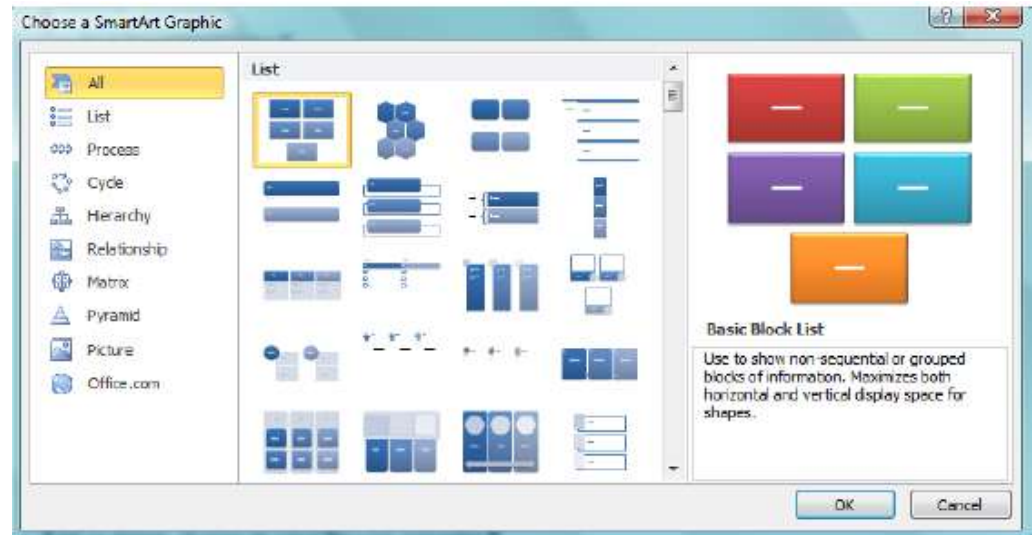 Choose a SmartArt Graphic
All
List
Process
Cycle
Hierarchy
Relationship
Matrix
Pyramid
Picture
Office.com
List
Basic Block List
Use to show non-sequential or grouped
blocks of information. Maximizes both
horizontal and vertical display space for
shapes.
OK
Cancel